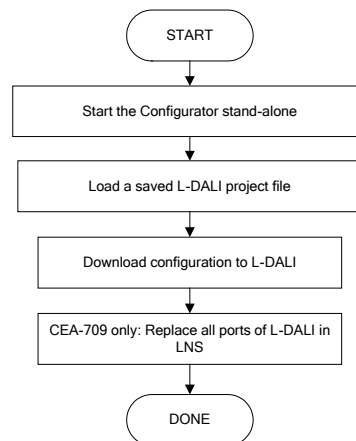 START
Start the Configurator stand-alone
Load a saved L-DALI project file
Download configuration to L-DALI
CEA-709 only: Replace all ports of L-DALI in
LNS
DONE